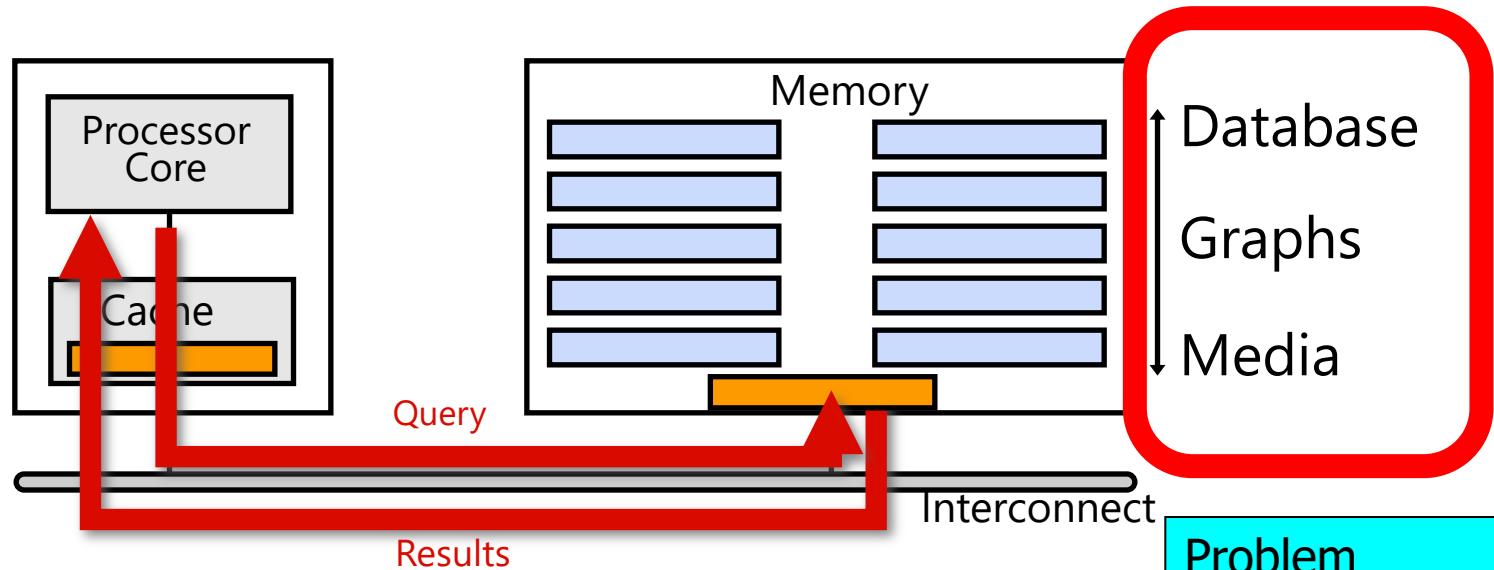 Processor
Core
Cache
Memory
Database
Graphs
Media
Query
Interconnect
Results
Problem